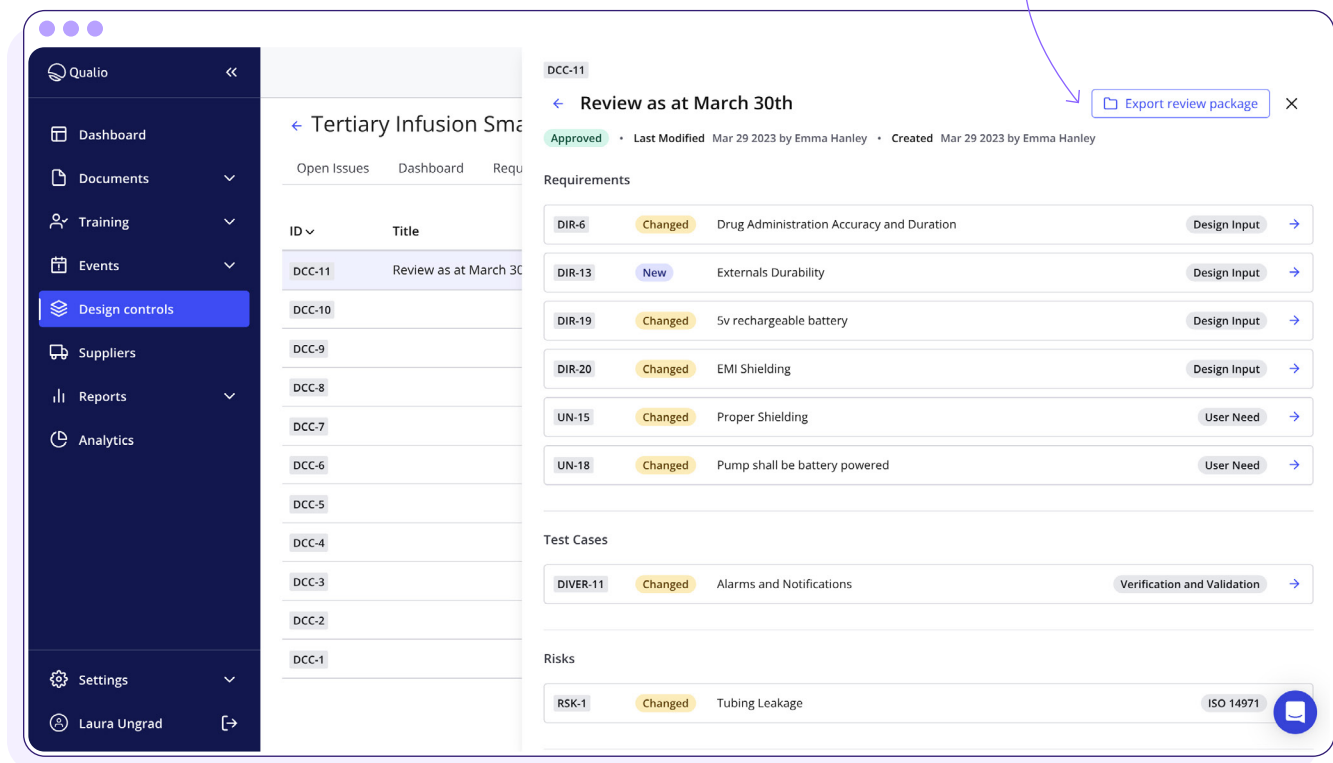 Qualio
Dashboard
Documents
Training
Events
Design controls
Suppliers
Reports
Analytics
Settings
Laura Ungrad
Tertiary Infusion Sma
Open Issues Dashboard Requ
ID Title
DCC-11 Review as at March 30
DCC-10
DCC-9
DCC-8
DCC-7
DCC-6
DCC-5
DCC-4
DCC-3
DCC-2
DCC-1
DCC-11
Review as at March 30th Export review package
Approved • Last Modified Mar 29 2023 by Emma Hanley • Created Mar 29 2023 by Emma Hanley
Requirements
DIR-6 Changed Drug Administration Accuracy and Duration Design Input
DIR-13 New Externals Durability Design Input
DIR-19 Changed 5v rechargeable battery Design Input
DIR-20 Changed EMI Shielding Design Input
UN-15 Changed Proper Shielding User Need
UN-18 Changed Pump shall be battery powered User Need
Test Cases
DIVER-11 Changed Alarms and Notifications Verification and Validation
Risks
RSK-1 Changed Tubing Leakage ISO 14971